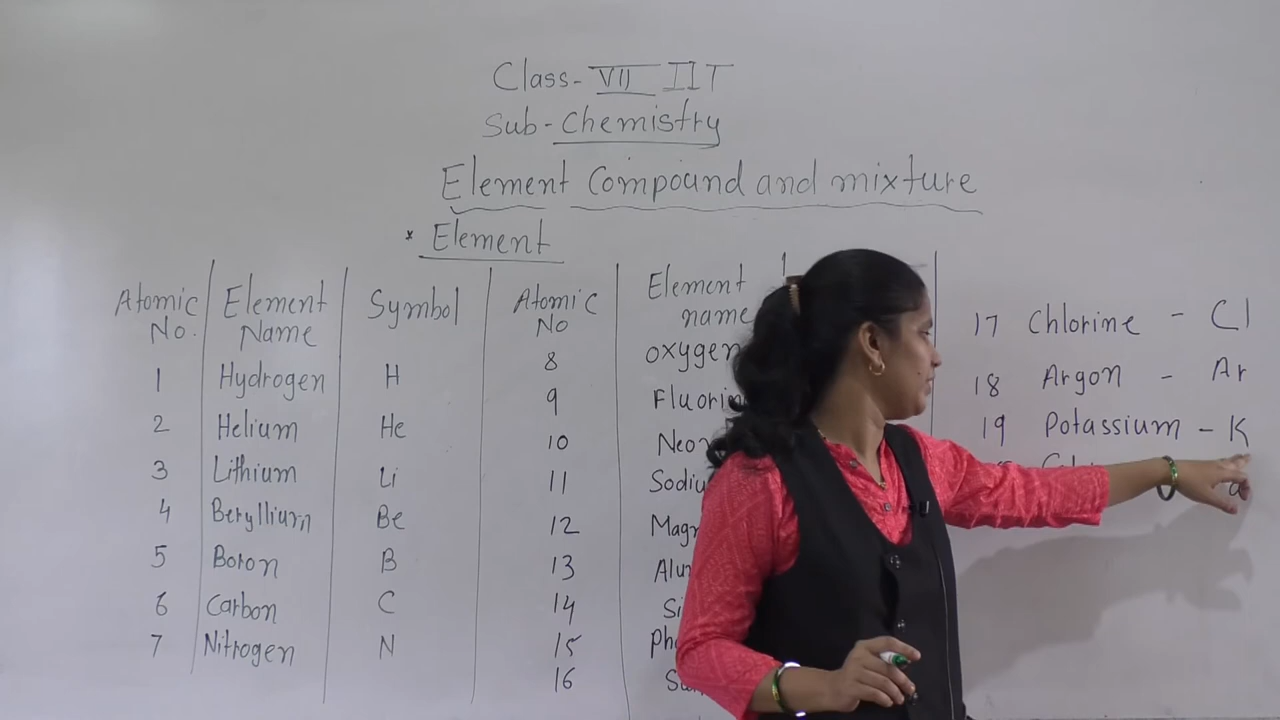 Class- VII IIT
Sub- Chemistry
Element Compound and mixture
* Element
Atomic No. Element Name Symbol
1 Hydrogen H
2 Helium He
3 Lithium Li
4 Beryllium Be
5 Boron B
6 Carbon C
7 Nitrogen N
Atomic No Element name
8 oxygen
9
10 Neon
11
12
13
14
15
16
17 Chlorine - Cl
18 Argon - Ar
19 Potassium - K